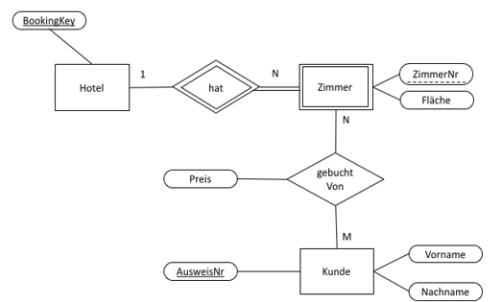 BookingKey
Hotel
1
hat
N
Zimmer
ZimmerNr
Fläche
N
Preis
gebucht
Von
M
AusweisNr
Kunde
Vorname
Nachname